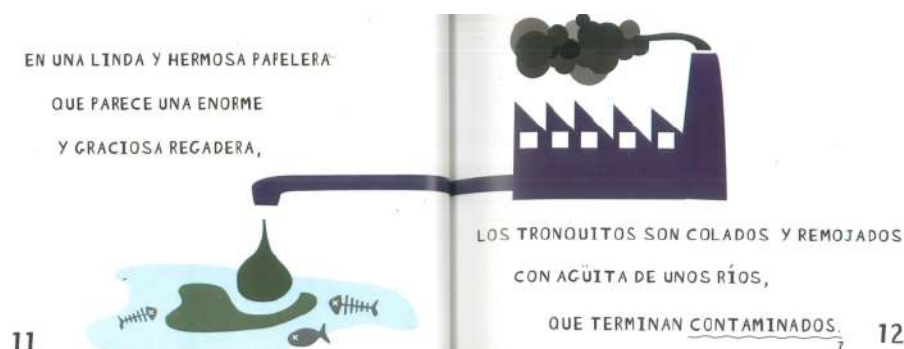 EN UNA LINDA Y HERMOSA PAPELERA
QUE PARECE UNA ENORME
Y GRACIOSA REGADERA,
11
LOS TRONQUITOS SON COLADOS Y REMOJADOS
CON AGÜITA DE UNOS RÍOS,
QUE TERMINAN CONTAMINADOS.
7
12